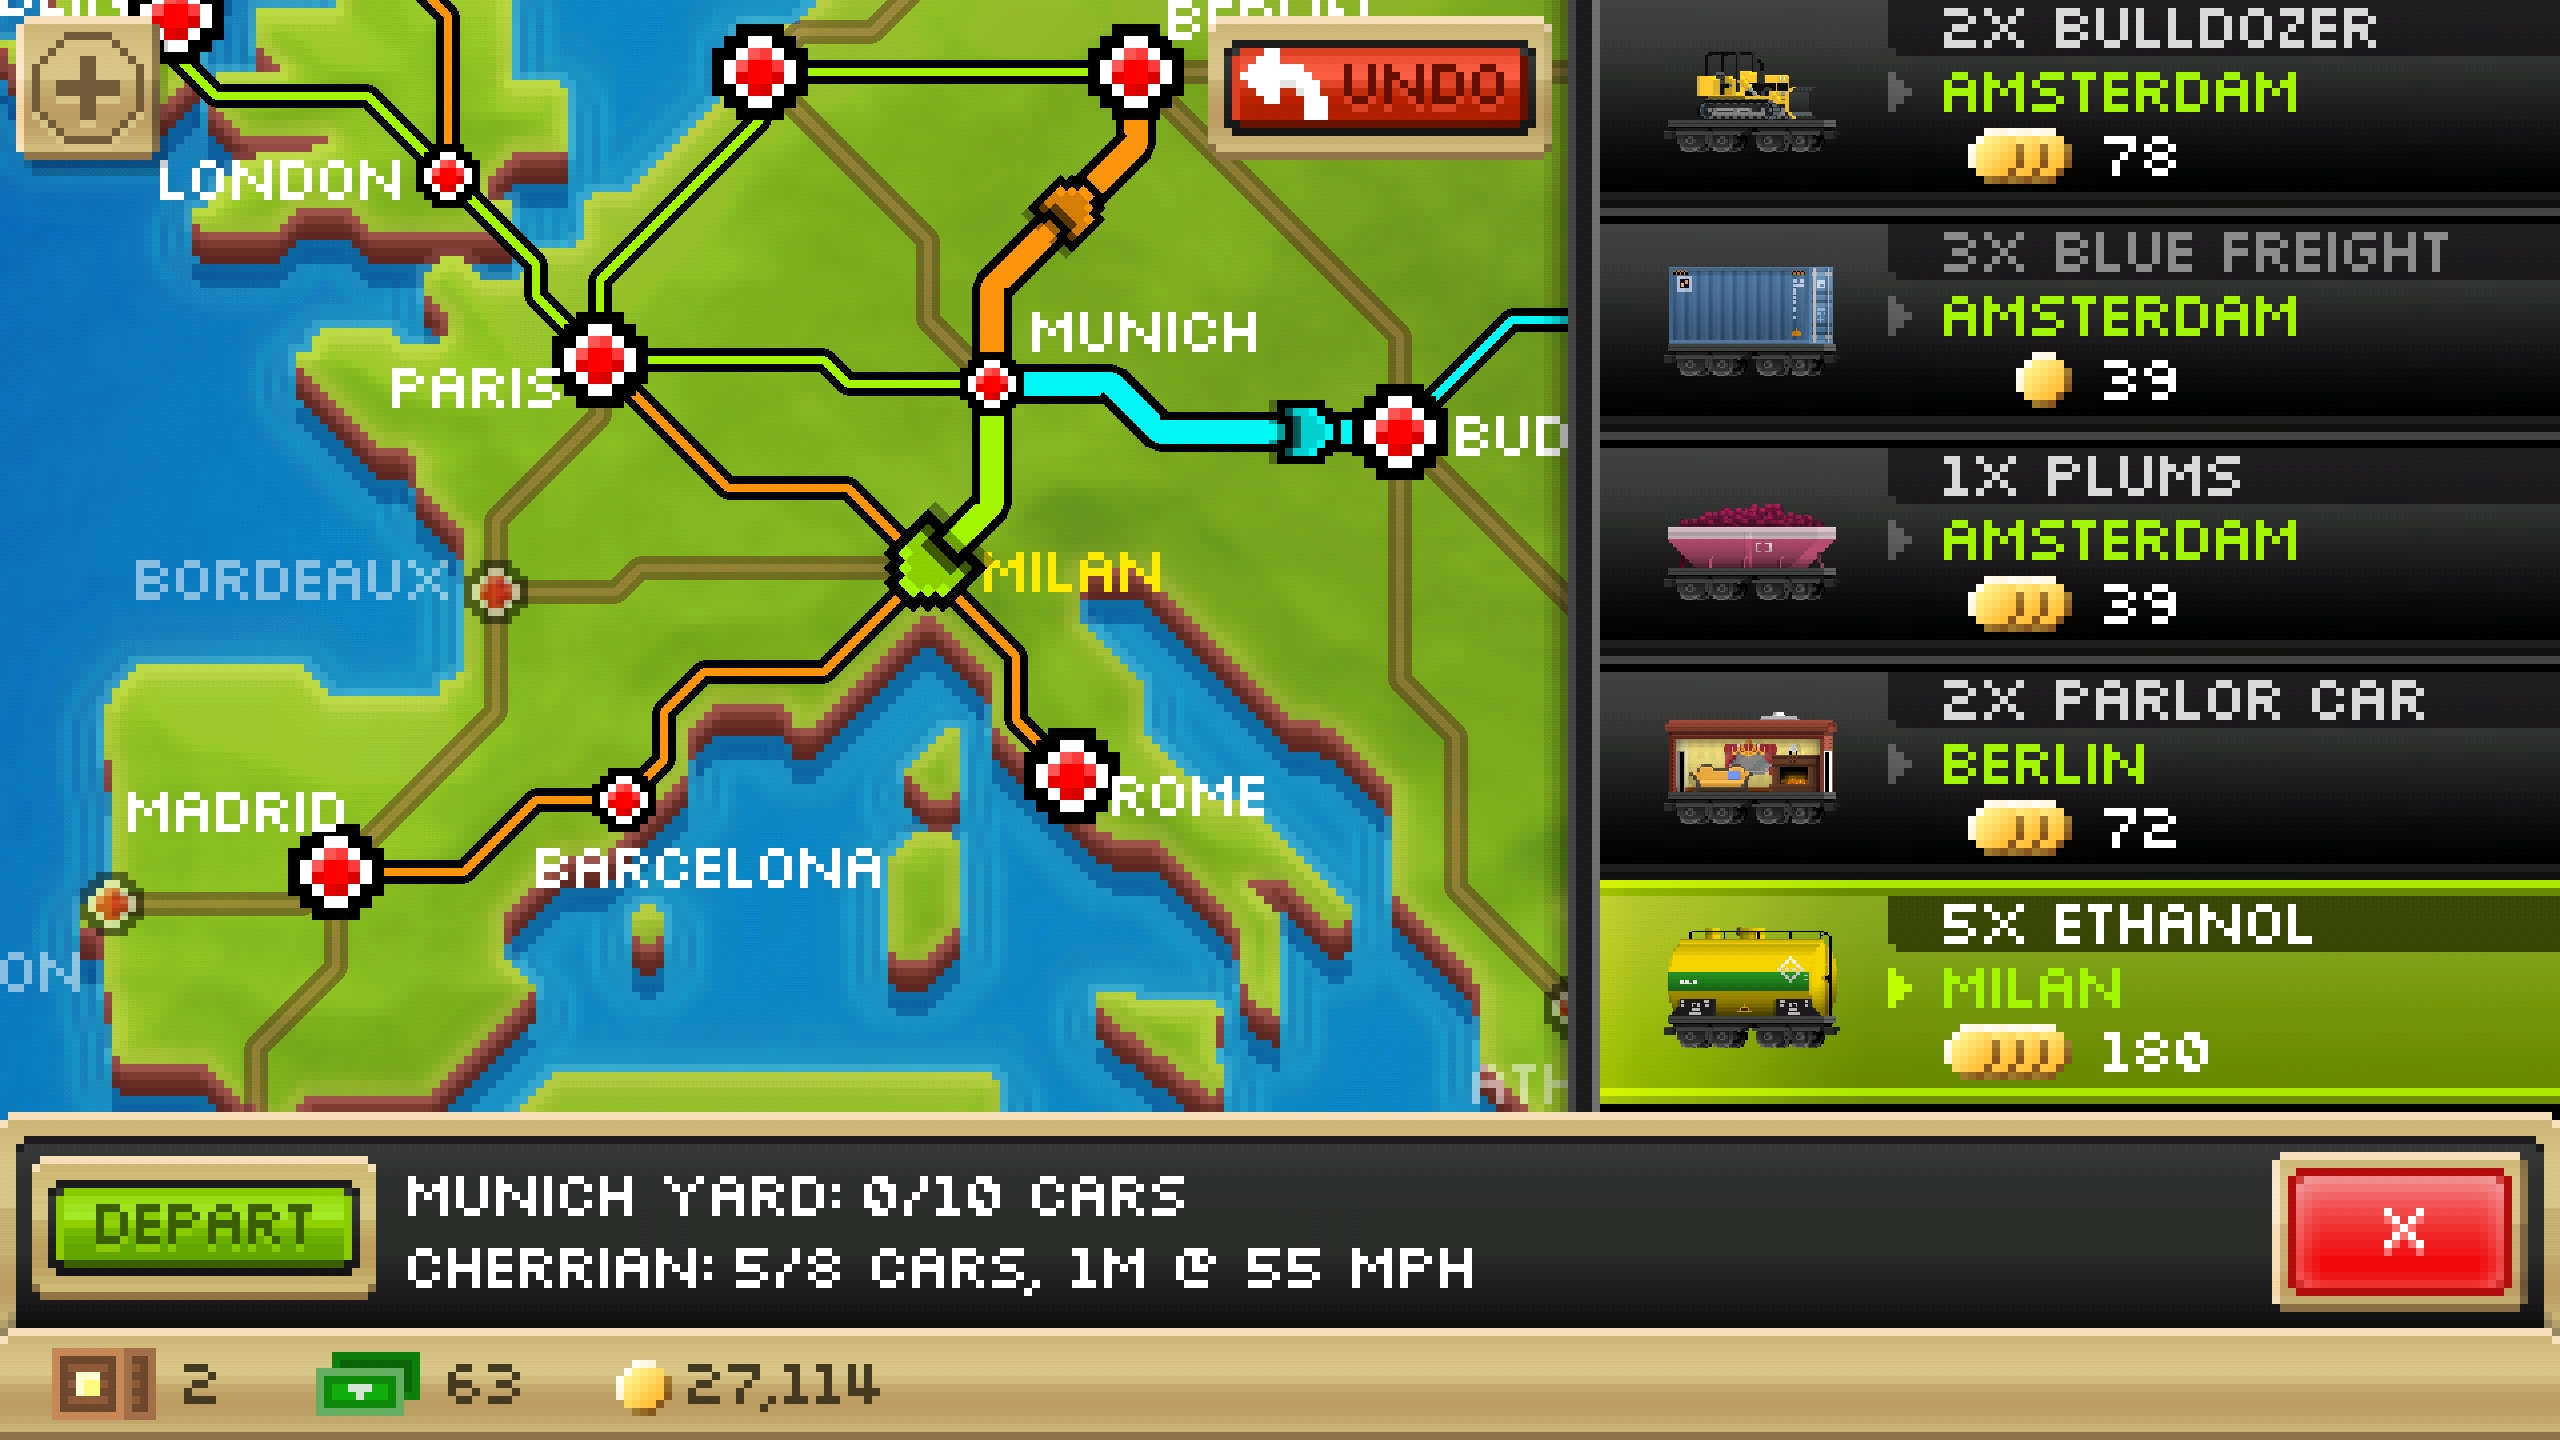 UNDO
LONDON
MUNICH
PARIS
BUD
BORDEAUX
MILAN
MADRID
ROME
BARCELONA
ON
ATH
2X BULLDOZER
AMSTERDAM
78
3X BLUE FREIGHT
AMSTERDAM
39
1X PLUMS
AMSTERDAM
39
2X PARLOR CAR
BERLIN
72
5X ETHANOL
MILAN
180
DEPART
MUNICH YARD: 0/10 CARS
CHERRIAN: 5/8 CARS, 1M @ 55 MPH
X
2
63
27,114